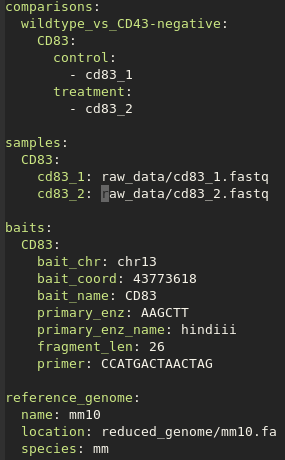 comparisons:
  wildtype_vs_CD43-negative:
    CD83:
      control:
        - cd83_1
      treatment:
        - cd83_2

samples:
  CD83:
    cd83_1: raw_data/cd83_1.fastq
    cd83_2: raw_data/cd83_2.fastq

baits:
  CD83:
    bait_chr: chr13
    bait_coord: 43773618
    bait_name: CD83
    primary_enz: AAGCTT
    primary_enz_name: hindiii
    fragment_len: 26
    primer: CCATGACTAACTAG

reference_genome:
  name: mm10
  location: reduced_genome/mm10.fa
  species: mm